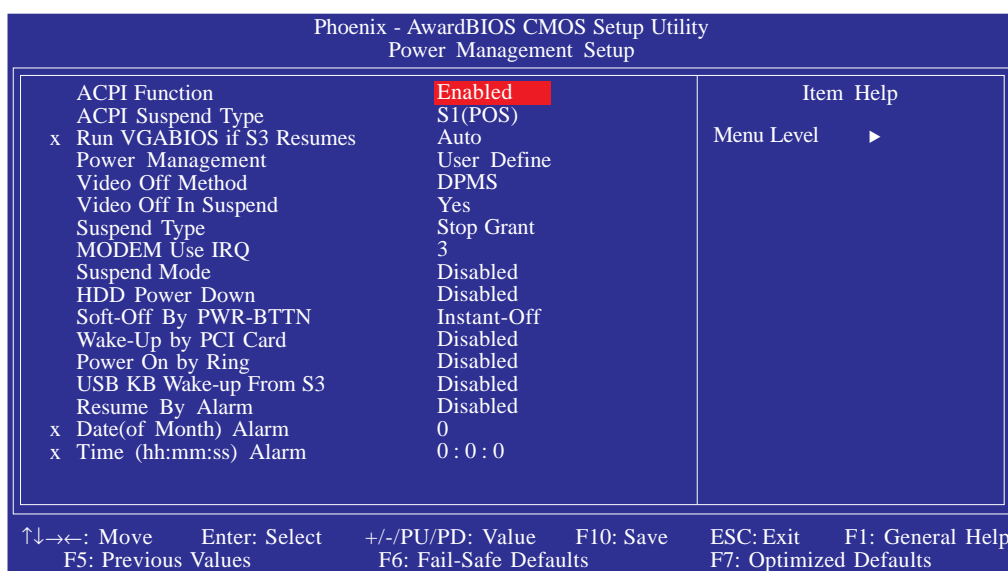 Phoenix - AwardBIOS CMOS Setup Utility
Power Management Setup
ACPI Function Enabled
ACPI Suspend Type S1(POS)
x Run VGABIOS if S3 Resumes Auto
Power Management User Define
Video Off Method DPMS
Video Off In Suspend Yes
Suspend Type Stop Grant
MODEM Use IRQ 3
Suspend Mode Disabled
HDD Power Down Disabled
Soft-Off By PWR-BTTN Instant-Off
Wake-Up by PCI Card Disabled
Power On by Ring Disabled
USB KB Wake-up From S3 Disabled
Resume By Alarm Disabled
x Date(of Month) Alarm 0
x Time (hh:mm:ss) Alarm 0 : 0 : 0
Item Help
Menu Level ►
↑↓→←: Move Enter: Select +/-/PU/PD: Value F10: Save ESC: Exit F1: General Help
F5: Previous Values F6: Fail-Safe Defaults F7: Optimized Defaults